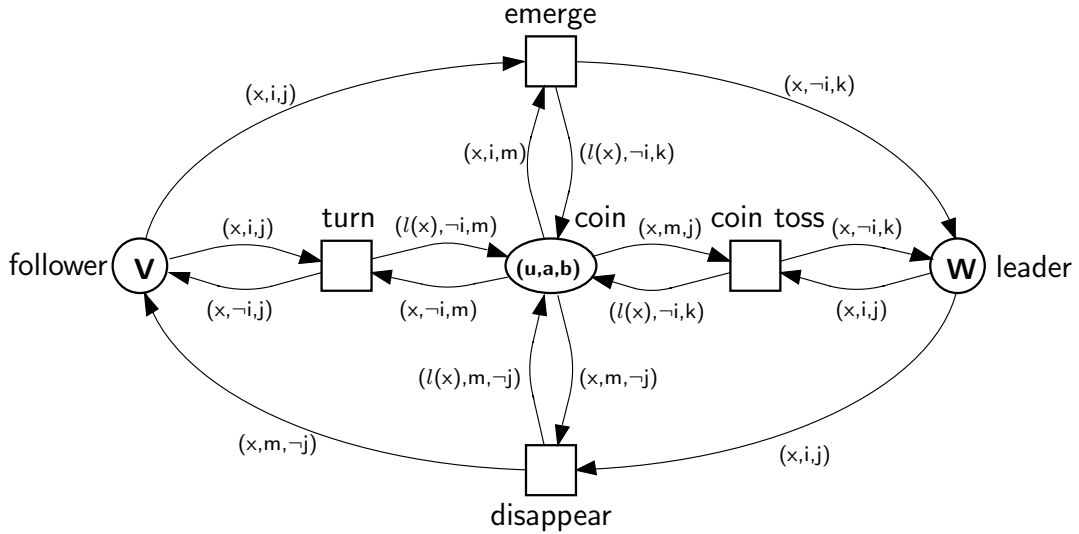 emerge
(x,i,j)
(x,¬i,k)
(x,i,m)
(l(x),¬i,k)
turn
coin
coin toss
(x,i,j)
(l(x),¬i,m)
(x,m,j)
(x,¬i,k)
follower
V
(u,a,b)
W
leader
(x,¬i,j)
(x,¬i,m)
(l(x),¬i,k)
(x,i,j)
(l(x),m,¬j)
(x,m,¬j)
(x,m,¬j)
(x,i,j)
disappear